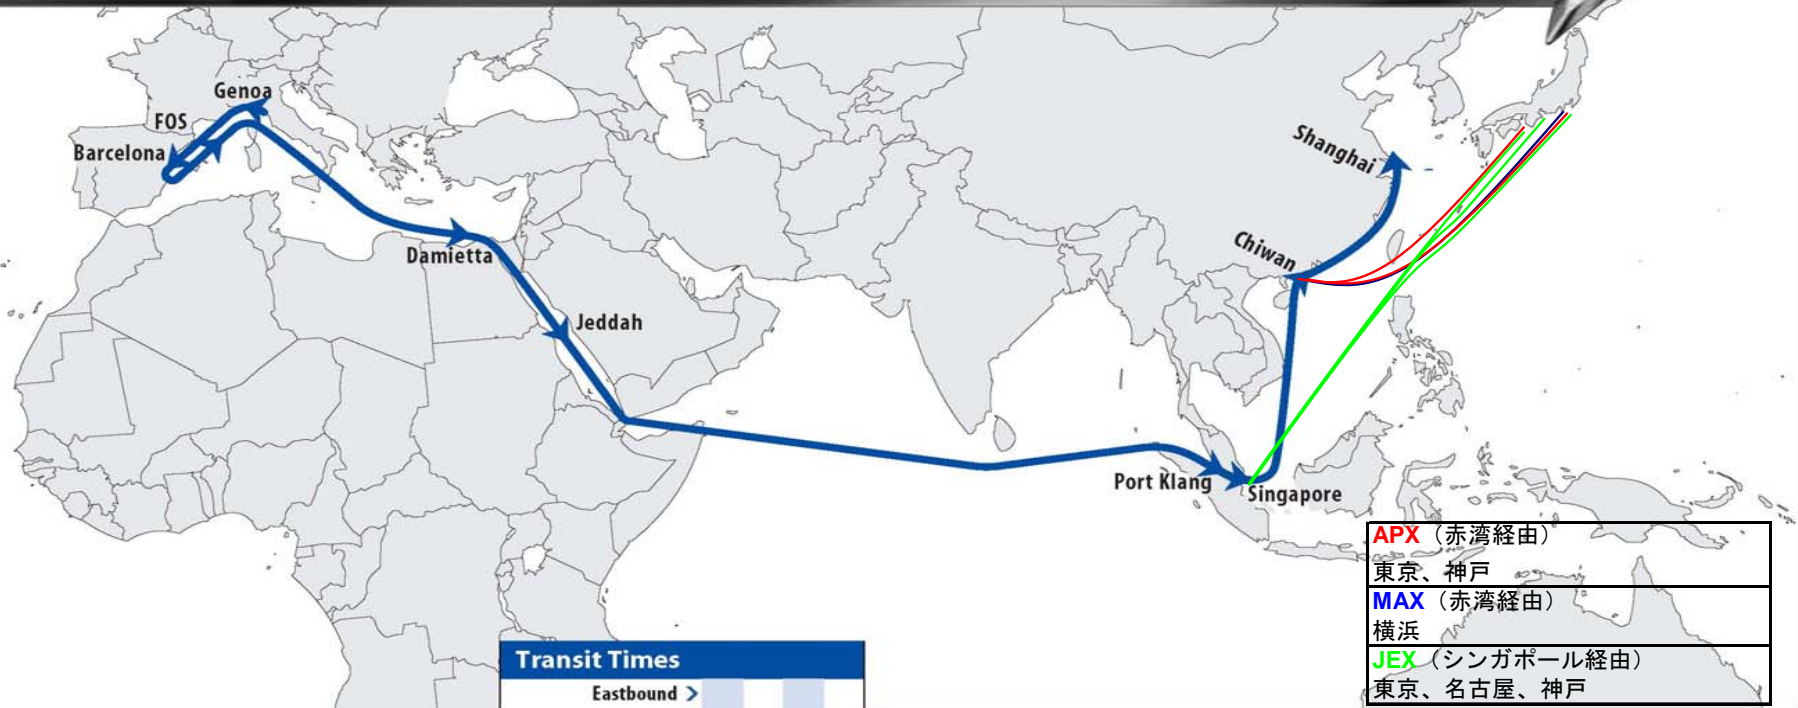 Genoa
FOS
Barcelona
Damietta
Jeddah
Shanghai
Chiwan
Port Klang
Singapore
APX（赤湾経由）
東京、神戸
MAX（赤湾経由）
横浜
JEX（シンガポール経由）
東京、名古屋、神戸
Transit Times
Eastbound >